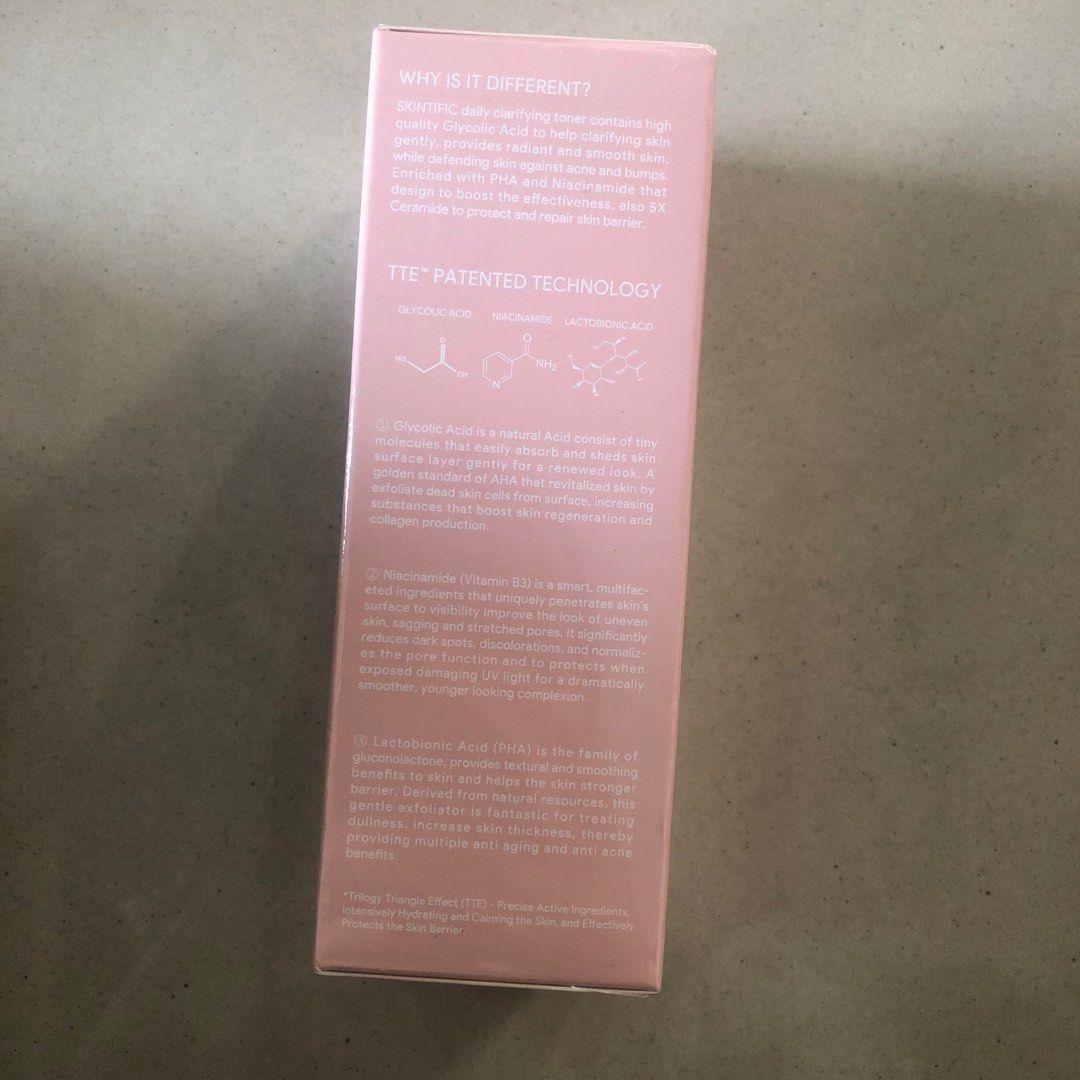 WHY IS IT DIFFERENT?
SKINTIFIC daily clarifying toner contains high
quality Glycolic Acid to help clarifying skin
gently, provides radiant and smooth skin,
while defending skin against acne and bumps.
Enriched with PHA and Niacinamide that
design to boost the effectiveness, also 5X
Ceramide to protect and repair skin barrier.
TTE™ PATENTED TECHNOLOGY
GLYCOLIC ACID NIACINAMIDE LACTOBIONIC ACID
HO O OH
O NH₂ N
① Glycolic Acid is a natural Acid consist of tiny
molecules that easily absorb and sheds skin
surface layer gently for a renewed look. A
golden standard of AHA that revitalized skin by
exfoliate dead skin cells from surface, increasing
substances that boost skin regeneration and
collagen production.
② Niacinamide (Vitamin B3) is a smart, multifac-
eted ingredients that uniquely penetrates skin's
surface to visibility improve the look of uneven
skin, sagging and stretched pores. It significantly
reduces dark spots, discolorations, and normaliz-
es the pore function and to protects when
exposed damaging UV light for a dramatically
smoother, younger looking complexion.
③ Lactobionic Acid (PHA) is the family of
gluconolactone, provides textural and smoothing
benefits to skin and helps the skin stronger
barrier. Derived from natural resources, this
gentle exfoliator is fantastic for treating
dullness, increase skin thickness, thereby
providing multiple anti aging and anti acne
benefits.
*Trilogy Triangle Effect (TTE) - Precise Active Ingredients,
Intensively Hydrating and Calming the Skin, and Effectively
Protects the Skin Barrier.